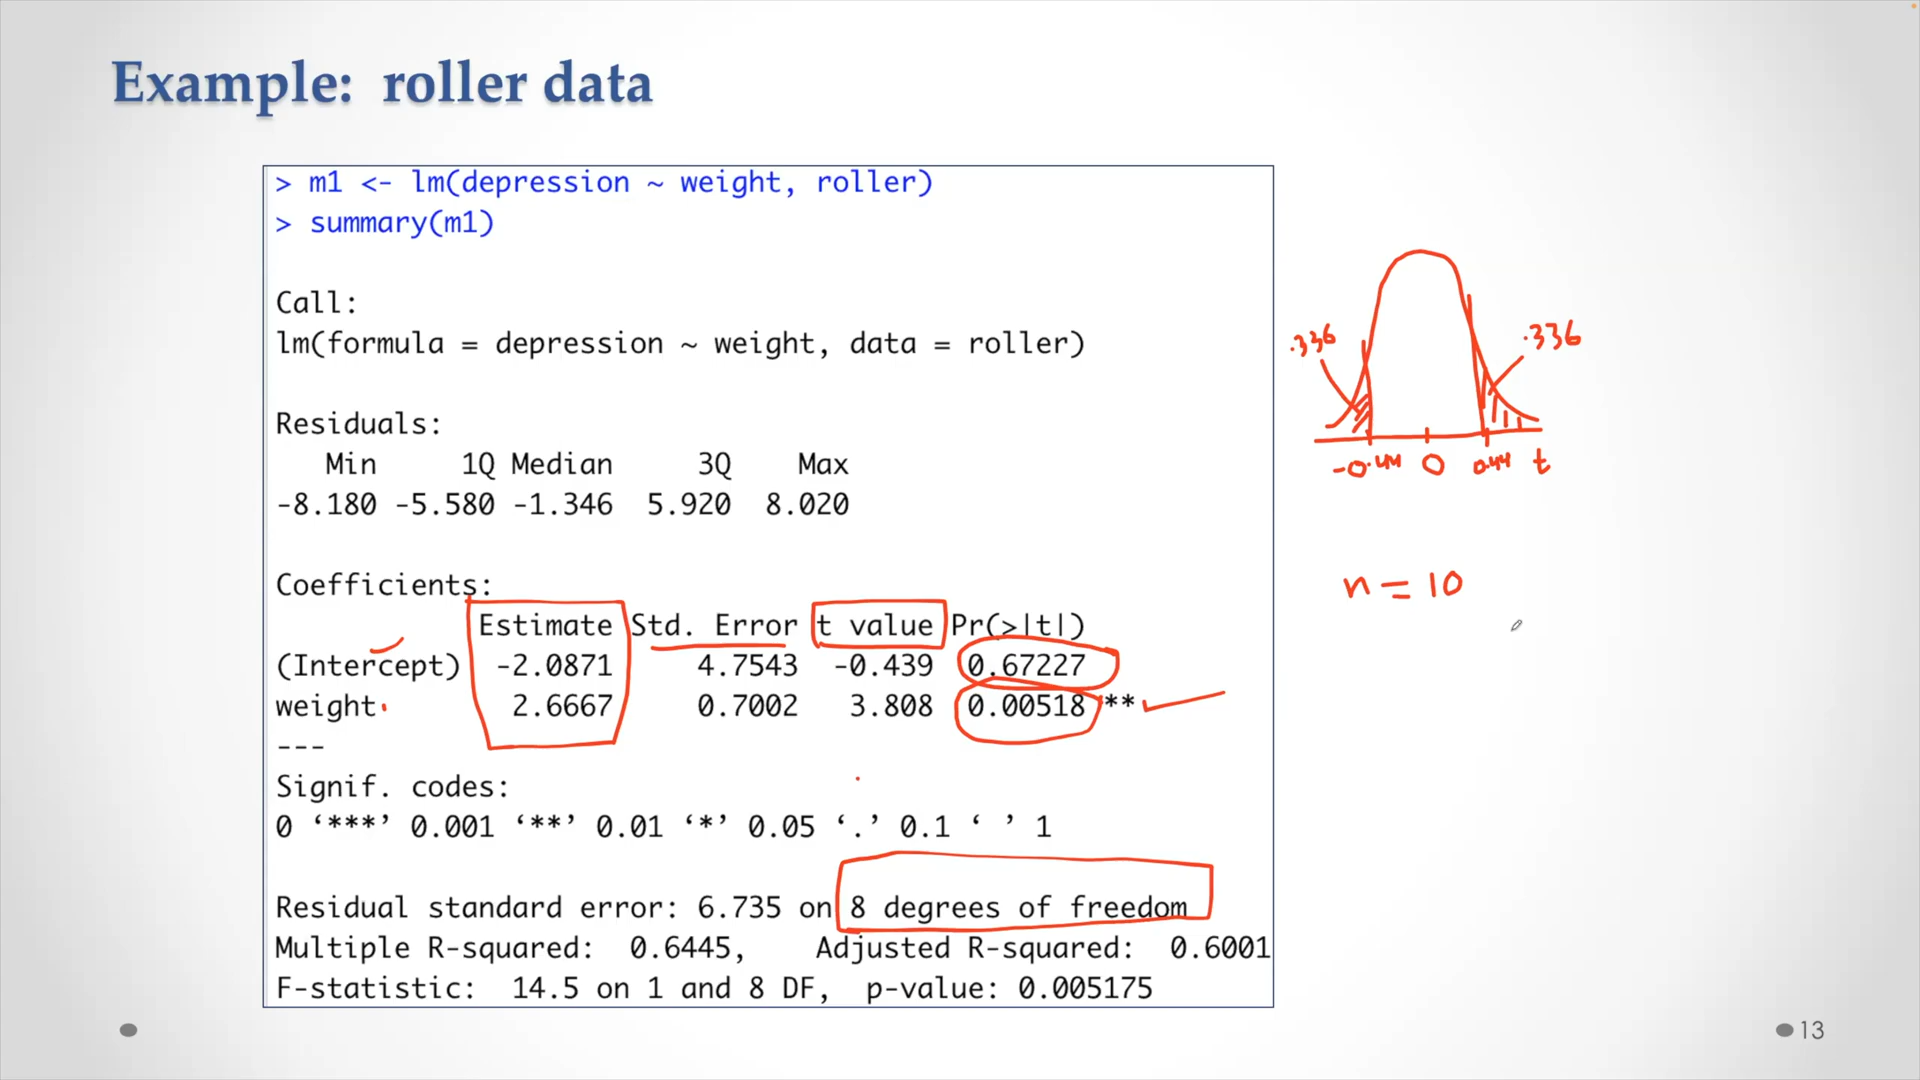 Example: roller data
> m1 <- lm(depression ~ weight, roller)
> summary(m1)
Call:
lm(formula = depression ~ weight, data = roller)
Residuals:
Min 1Q Median 3Q Max
-8.180 -5.580 -1.346 5.920 8.020
Coefficients:
Estimate Std. Error t value Pr(>|t|)
(Intercept) -2.0871 4.7543 -0.439 0.67227
weight 2.6667 0.7002 3.808 0.00518 **
---
Signif. codes:
0 ‘***’ 0.001 ‘**’ 0.01 ‘*’ 0.05 ‘.’ 0.1 ‘ ’ 1
Residual standard error: 6.735 on 8 degrees of freedom
Multiple R-squared: 0.6445, Adjusted R-squared: 0.6001
F-statistic: 14.5 on 1 and 8 DF, p-value: 0.005175
.336 .336
-0.44 0 0.44 t
n = 10
13